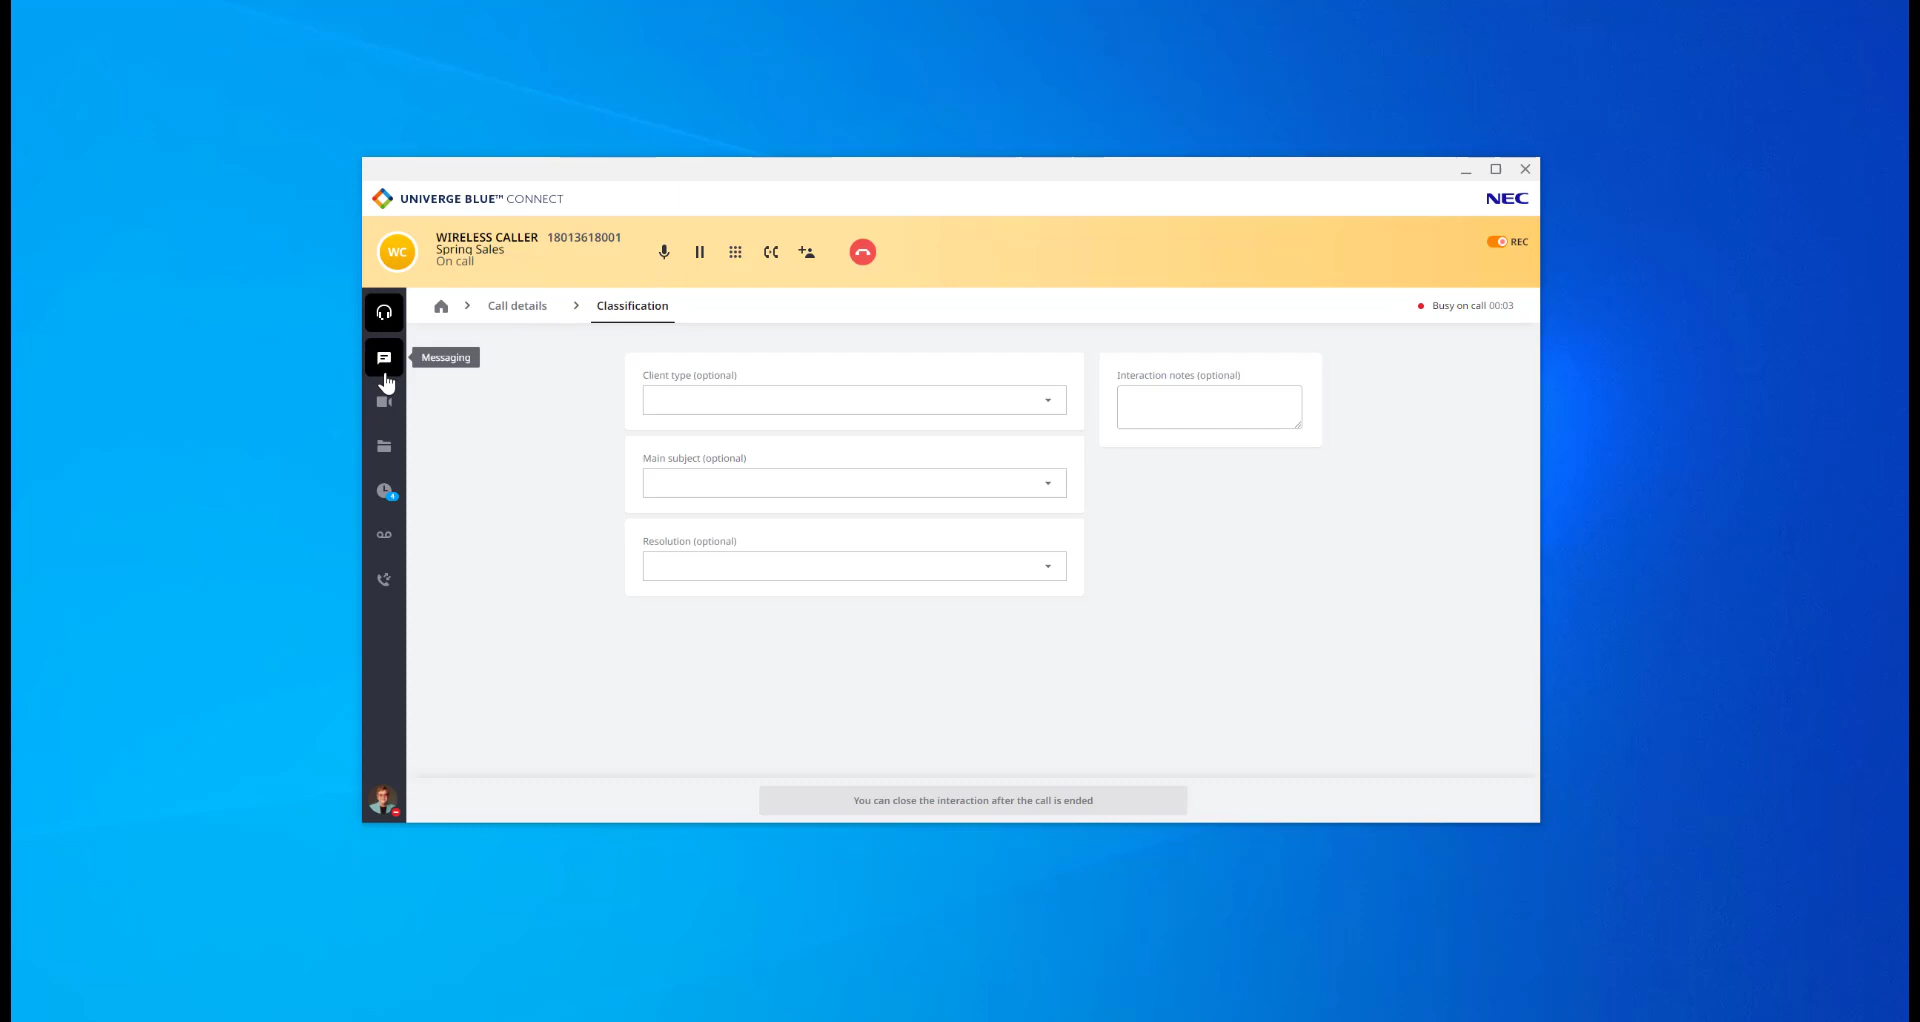 UNIVERGE BLUE™ CONNECT
NEC
WIRELESS CALLER 18013618001
Spring Sales
On call
WC
REC
Call details
Classification
Busy on call 00:03
Messaging
Client type (optional)
Interaction notes (optional)
Main subject (optional)
4
Resolution (optional)
You can close the interaction after the call is ended